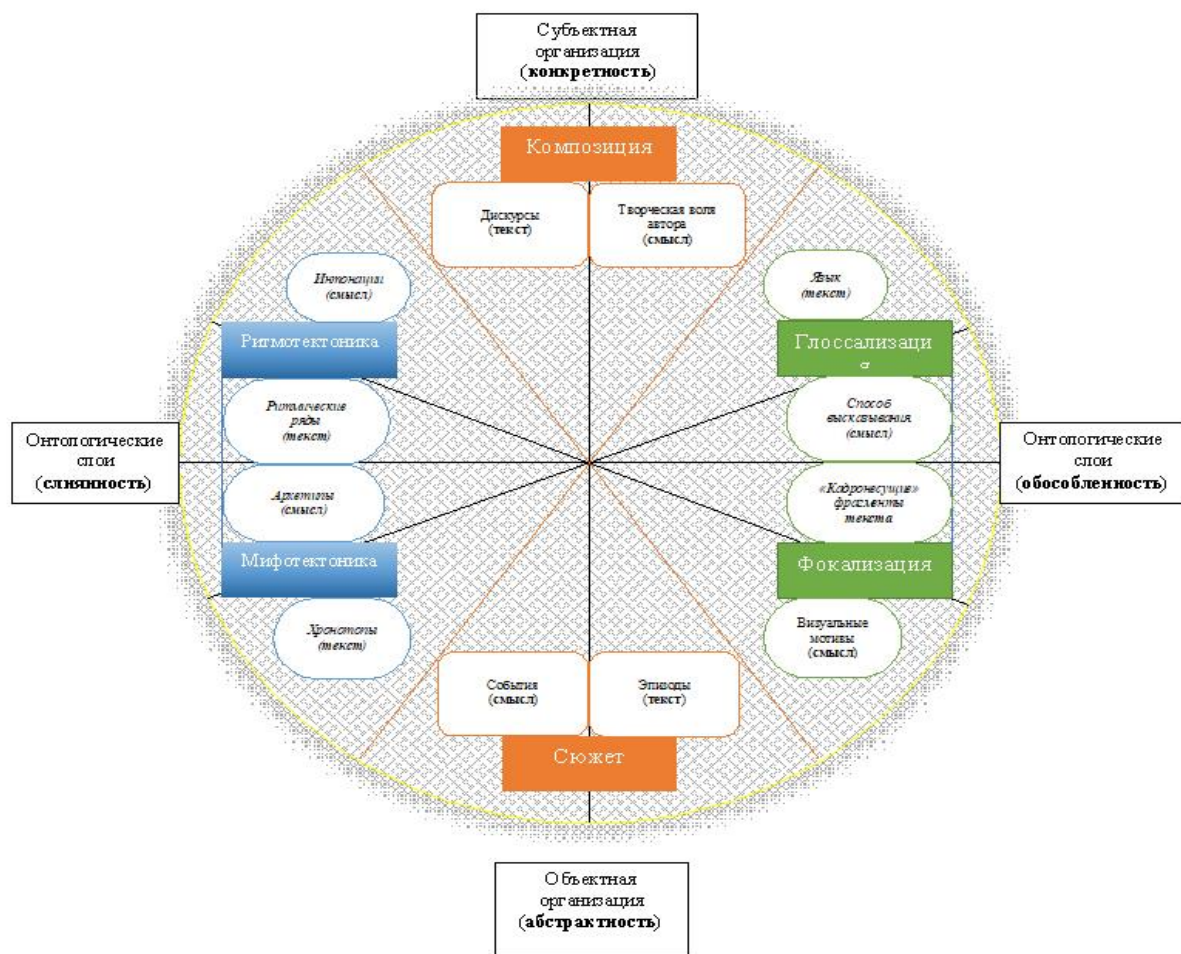 Субъектная
организация
(конкретность)
Композиция
Дискурсы
(текст)
Творческая воля
автора
(смысл)
Интонации
(смысл)
Язык
(текст)
Ритмотектоника
Глоссализаци
я
Ритмические
ряды
(текст)
Способ
высказывания
(смысл)
Онтологические
слои
(слиянность)
Онтологические
слои
(обособленность)
Архетипы
(смысл)
«Кадронесущие»
фрагменты
текста
Мифотектоника
Фокализация
Хронотопы
(текст)
Визуальные
мотивы
(смысл)
События
(смысл)
Эпизоды
(текст)
Сюжет
Объектная
организация
(абстрактность)